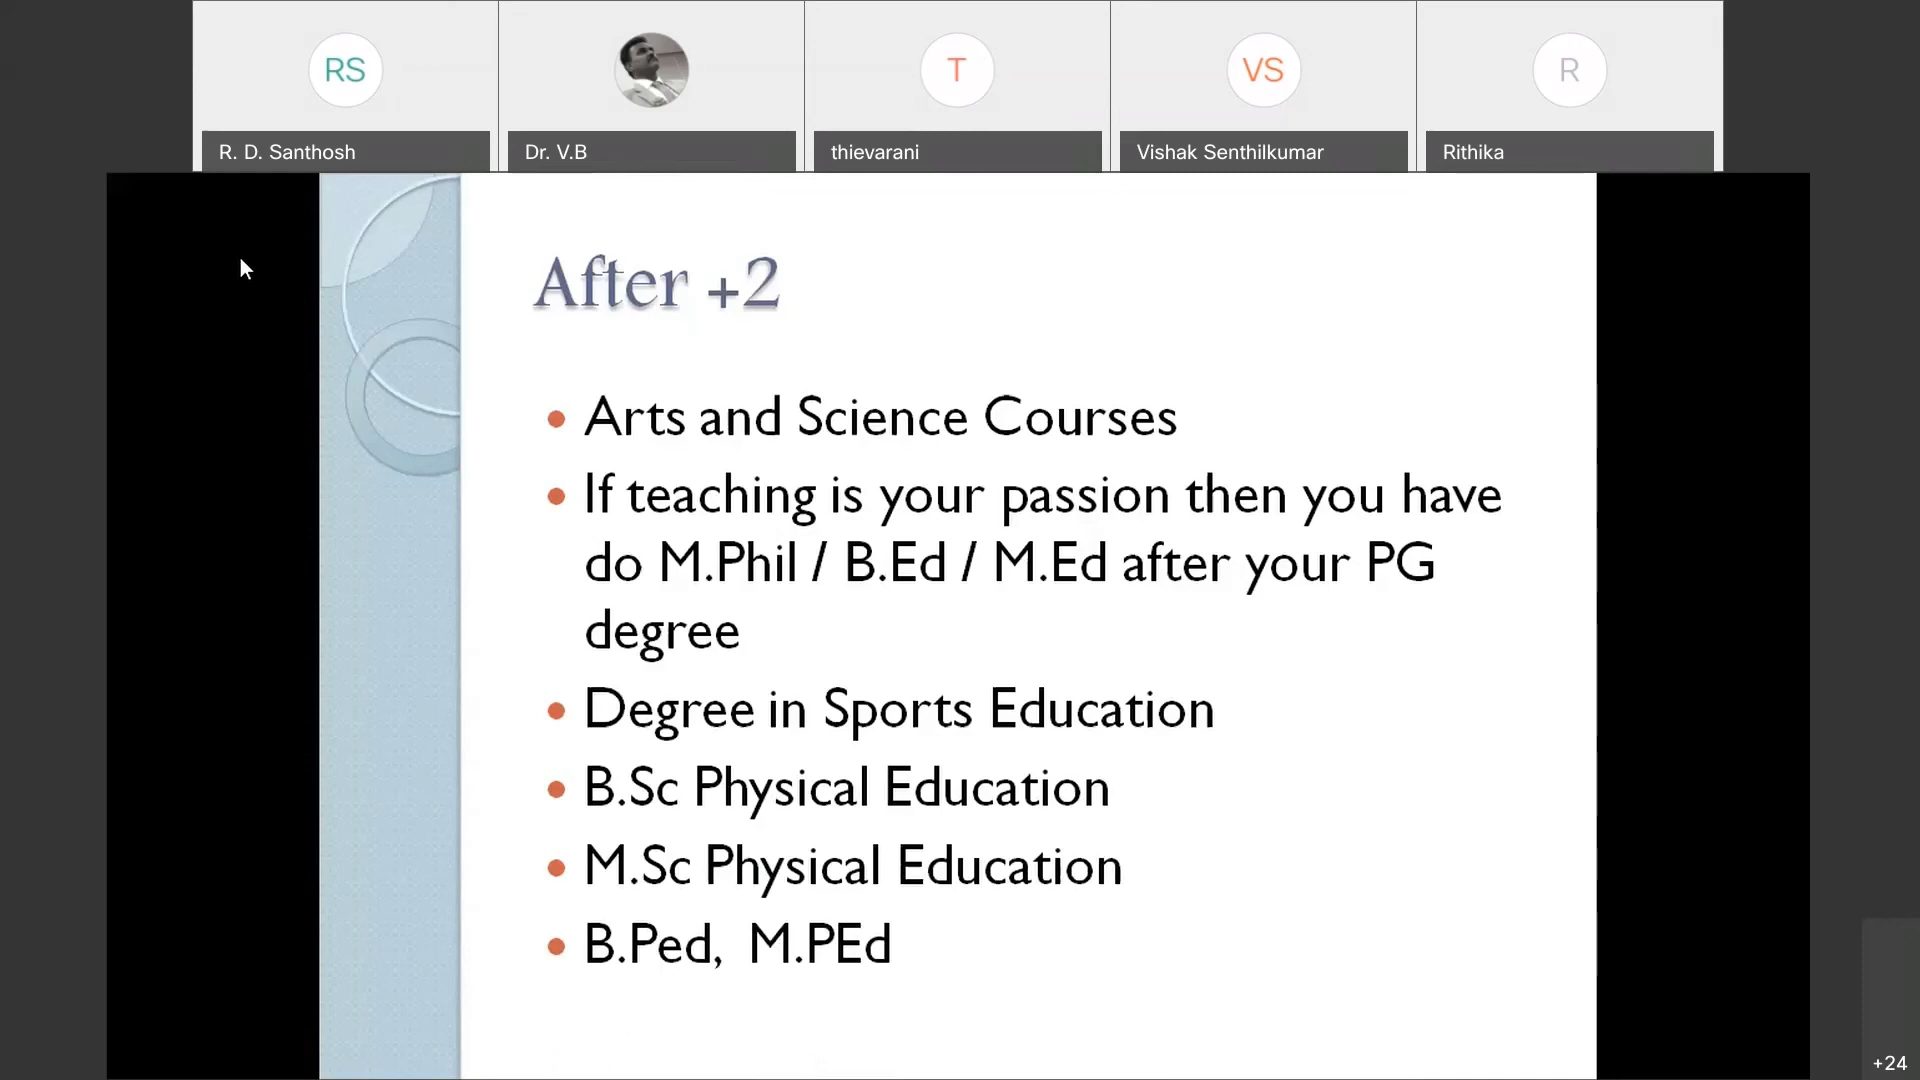 RS
T
VS
R
R. D. Santhosh
Dr. V.B
thievarani
Vishak Senthilkumar
Rithika
After +2
• Arts and Science Courses
• If teaching is your passion then you have
do M.Phil / B.Ed / M.Ed after your PG
degree
• Degree in Sports Education
• B.Sc Physical Education
• M.Sc Physical Education
• B.Ped, M.PEd
+24